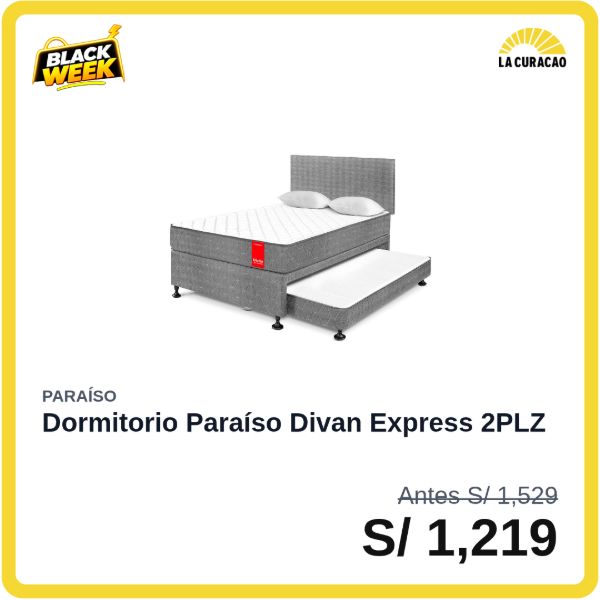 BLACK
WEEK
LA CURACAO
PARAÍSO
Dormitorio Paraíso Divan Express 2PLZ
Antes S/ 1,529
S/ 1,219